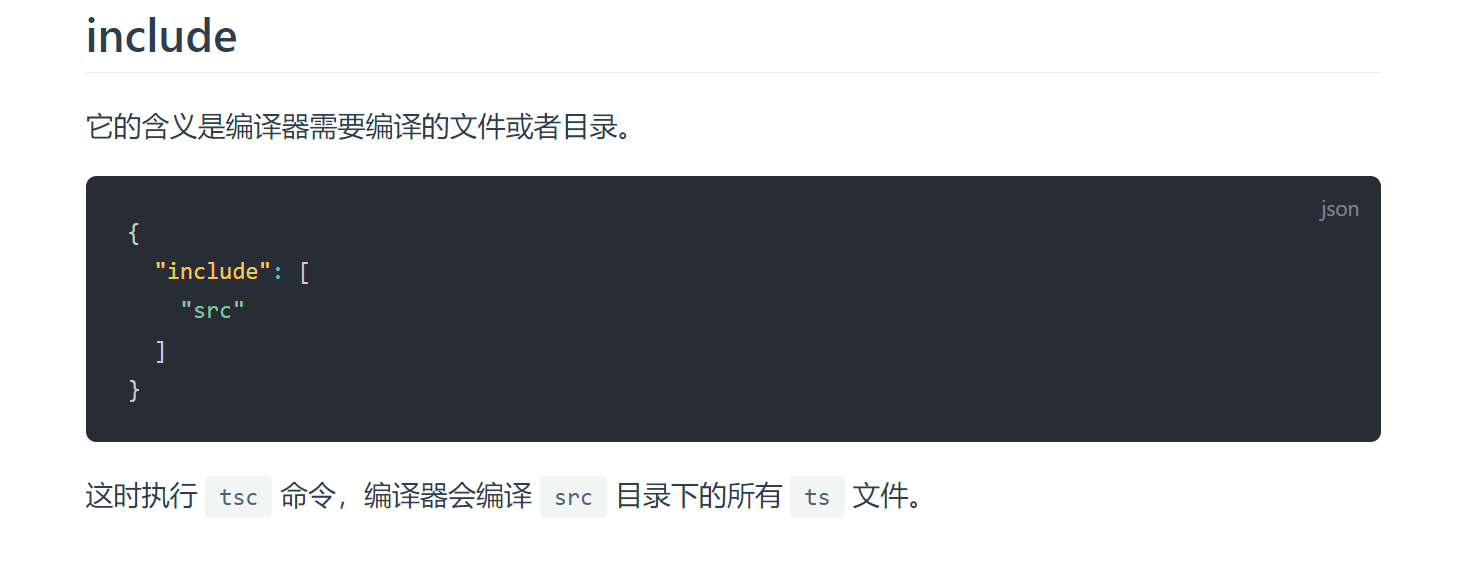 include
它的含义是编译器需要编译的文件或者目录。
json
{
  "include": [
    "src"
  ]
}
这时执行 tsc 命令，编译器会编译 src 目录下的所有 ts 文件。